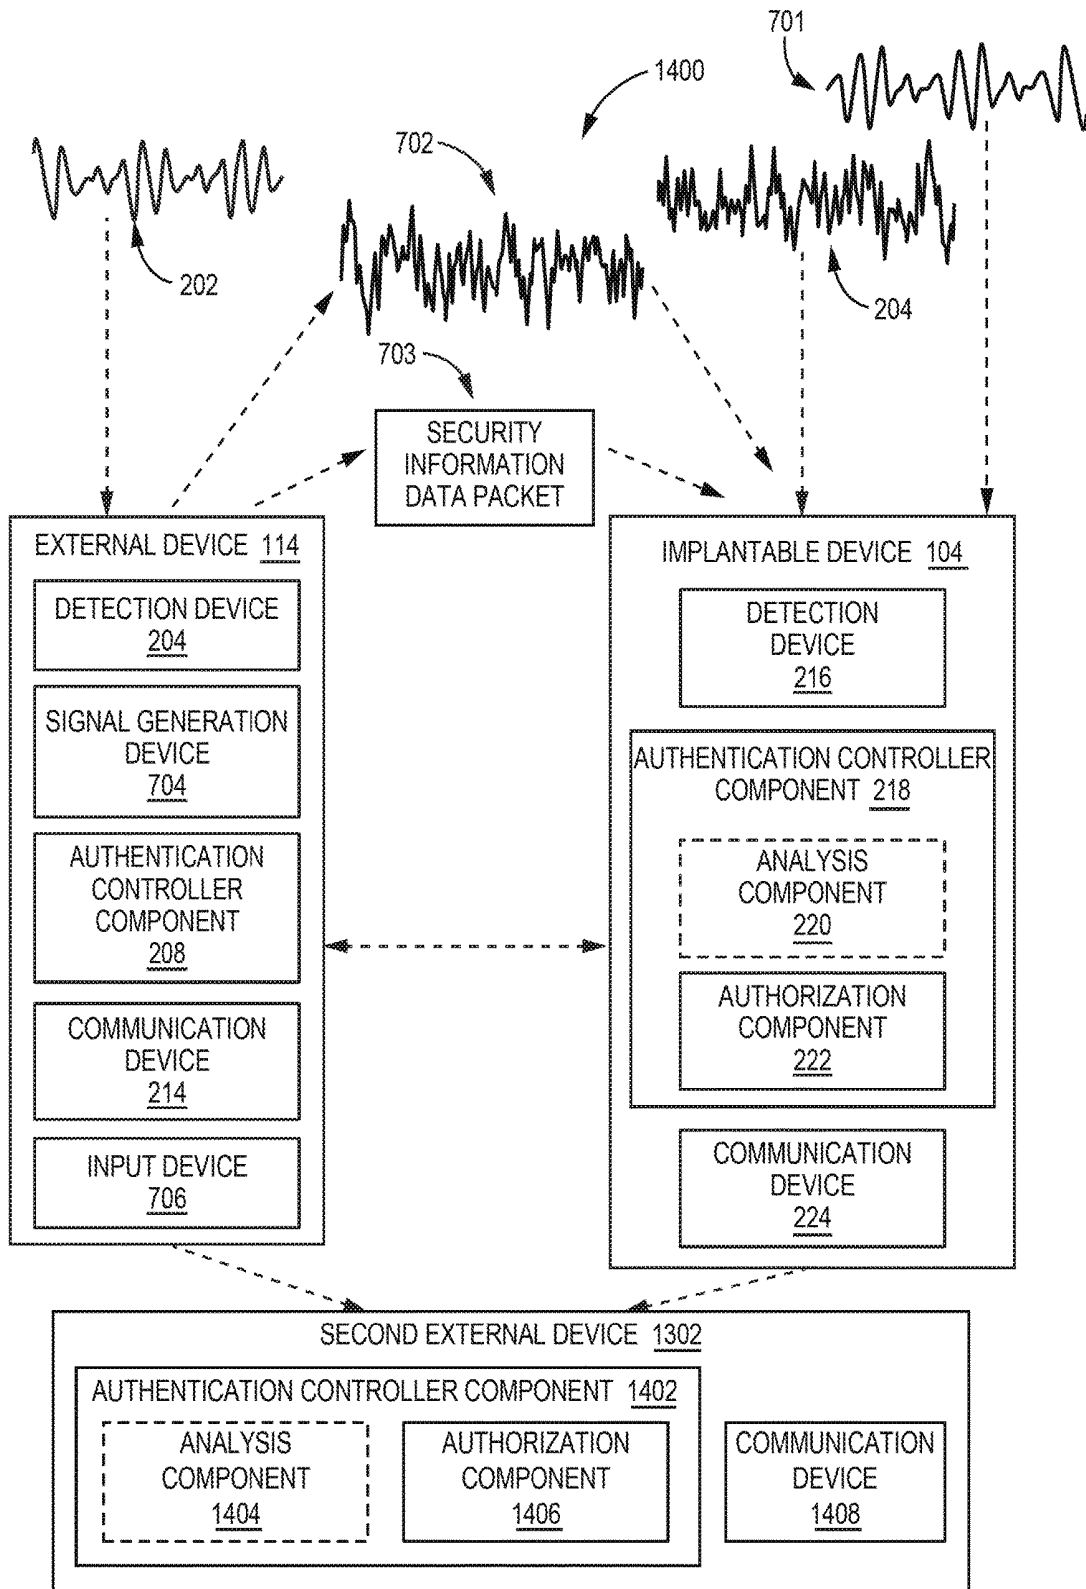 701
1400
702
202
204
703
SECURITY
INFORMATION
DATA PACKET
EXTERNAL DEVICE 114
DETECTION DEVICE
204
SIGNAL GENERATION
DEVICE
704
AUTHENTICATION
CONTROLLER
COMPONENT
208
COMMUNICATION
DEVICE
214
INPUT DEVICE
706
IMPLANTABLE DEVICE 104
DETECTION
DEVICE
216
AUTHENTICATION CONTROLLER
COMPONENT 218
ANALYSIS
COMPONENT
220
AUTHORIZATION
COMPONENT
222
COMMUNICATION
DEVICE
224
SECOND EXTERNAL DEVICE 1302
AUTHENTICATION CONTROLLER COMPONENT 1402
ANALYSIS
COMPONENT
1404
AUTHORIZATION
COMPONENT
1406
COMMUNICATION
DEVICE
1408